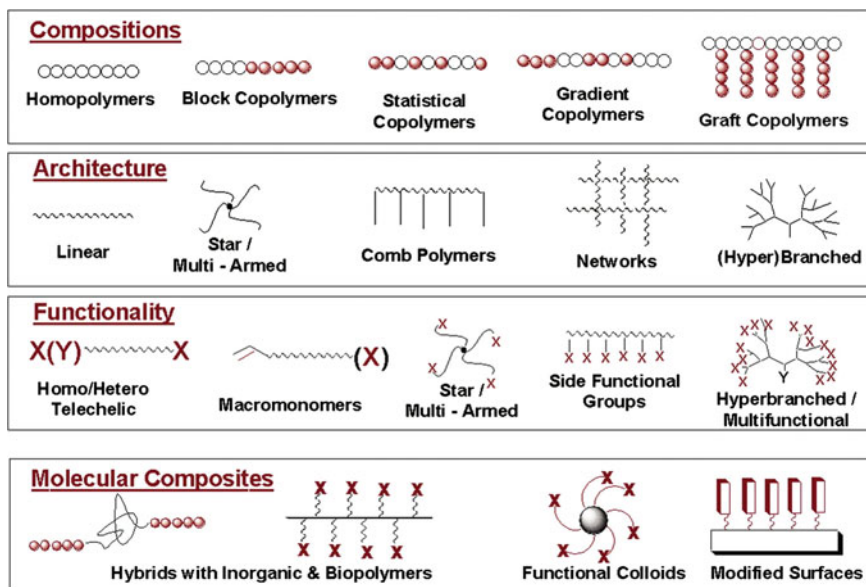 Compositions
Homopolymers
Block Copolymers
Statistical
Copolymers
Gradient
Copolymers
Graft Copolymers
Architecture
Linear
Star /
Multi - Armed
Comb Polymers
Networks
(Hyper)Branched
Functionality
X(Y) X
Homo/Hetero
Telechelic
(X)
Macromonomers
X X X X
Star /
Multi - Armed
X X X X X X
Side Functional
Groups
X X X X X X X X X X X X X X
Y
Hyperbranched /
Multifunctional
Molecular Composites
X X X X
X X X X
Hybrids with Inorganic & Biopolymers
X X X X X X
Functional Colloids
Modified Surfaces